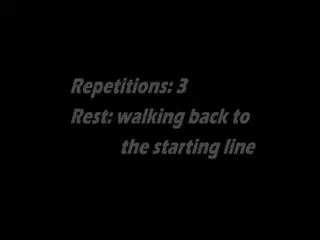 Repetitions: 3
Rest: walking back to
the starting line